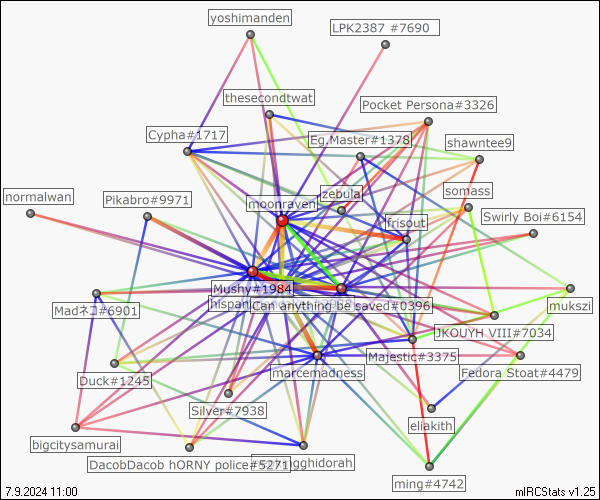 yoshimanden
LPK2387 #7690
thesecondtwat
Pocket Persona#3326
Cypha#1717
Eg.Master#1378
shawntee9
normalwan
Pikabro#9971
moonraven
zebula
somass
frisout
Swirly Boi#6154
Mushy#1984
hispan
Can anything be saved#0396
Madネコ#6901
mukszi
JKOUYH VIII#7034
Majestic#3375
Duck#1245
marcemadness
Fedora Stoat#4479
Silver#7938
eliakith
bigcitysamurai
DacobDacob hORNY police#5271
ngghidorah
ming#4742
7.9.2024 11:00
mIRCStats v1.25